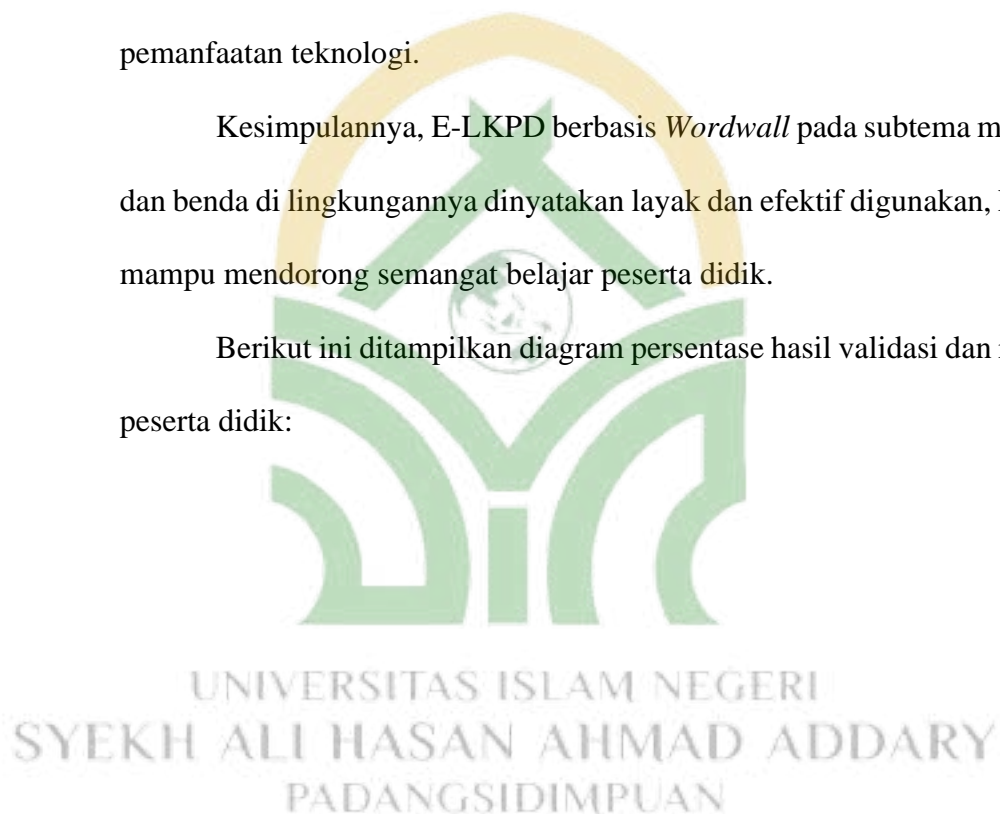 pemanfaatan teknologi.
Kesimpulannya, E-LKPD berbasis Wordwall pada subtema
dan benda di lingkungannya dinyatakan layak dan efektif digunakan,
mampu mendorong semangat belajar peserta didik.
Berikut ini ditampilkan diagram persentase hasil validasi dan
peserta didik:
UNIVERSITAS ISLAM NEGERI
SYEKH ALI HASAN AHMAD ADDARY
PADANGSIDIMPUAN